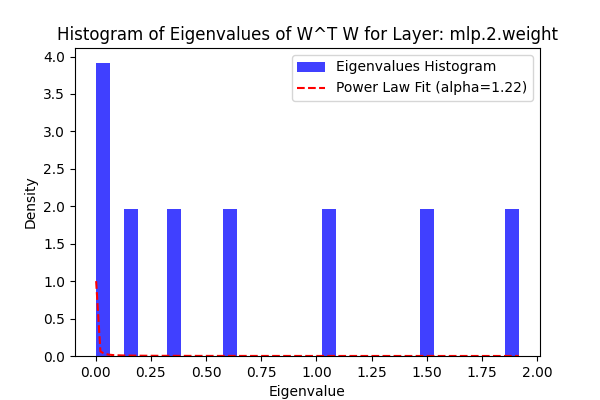 Histogram of Eigenvalues of W^T W for Layer: mlp.2.weight
Eigenvalues Histogram
Power Law Fit (alpha=1.22)
Density
4.0
3.5
3.0
2.5
2.0
1.5
1.0
0.5
0.0
0.00 0.25 0.50 0.75 1.00 1.25 1.50 1.75 2.00
Eigenvalue